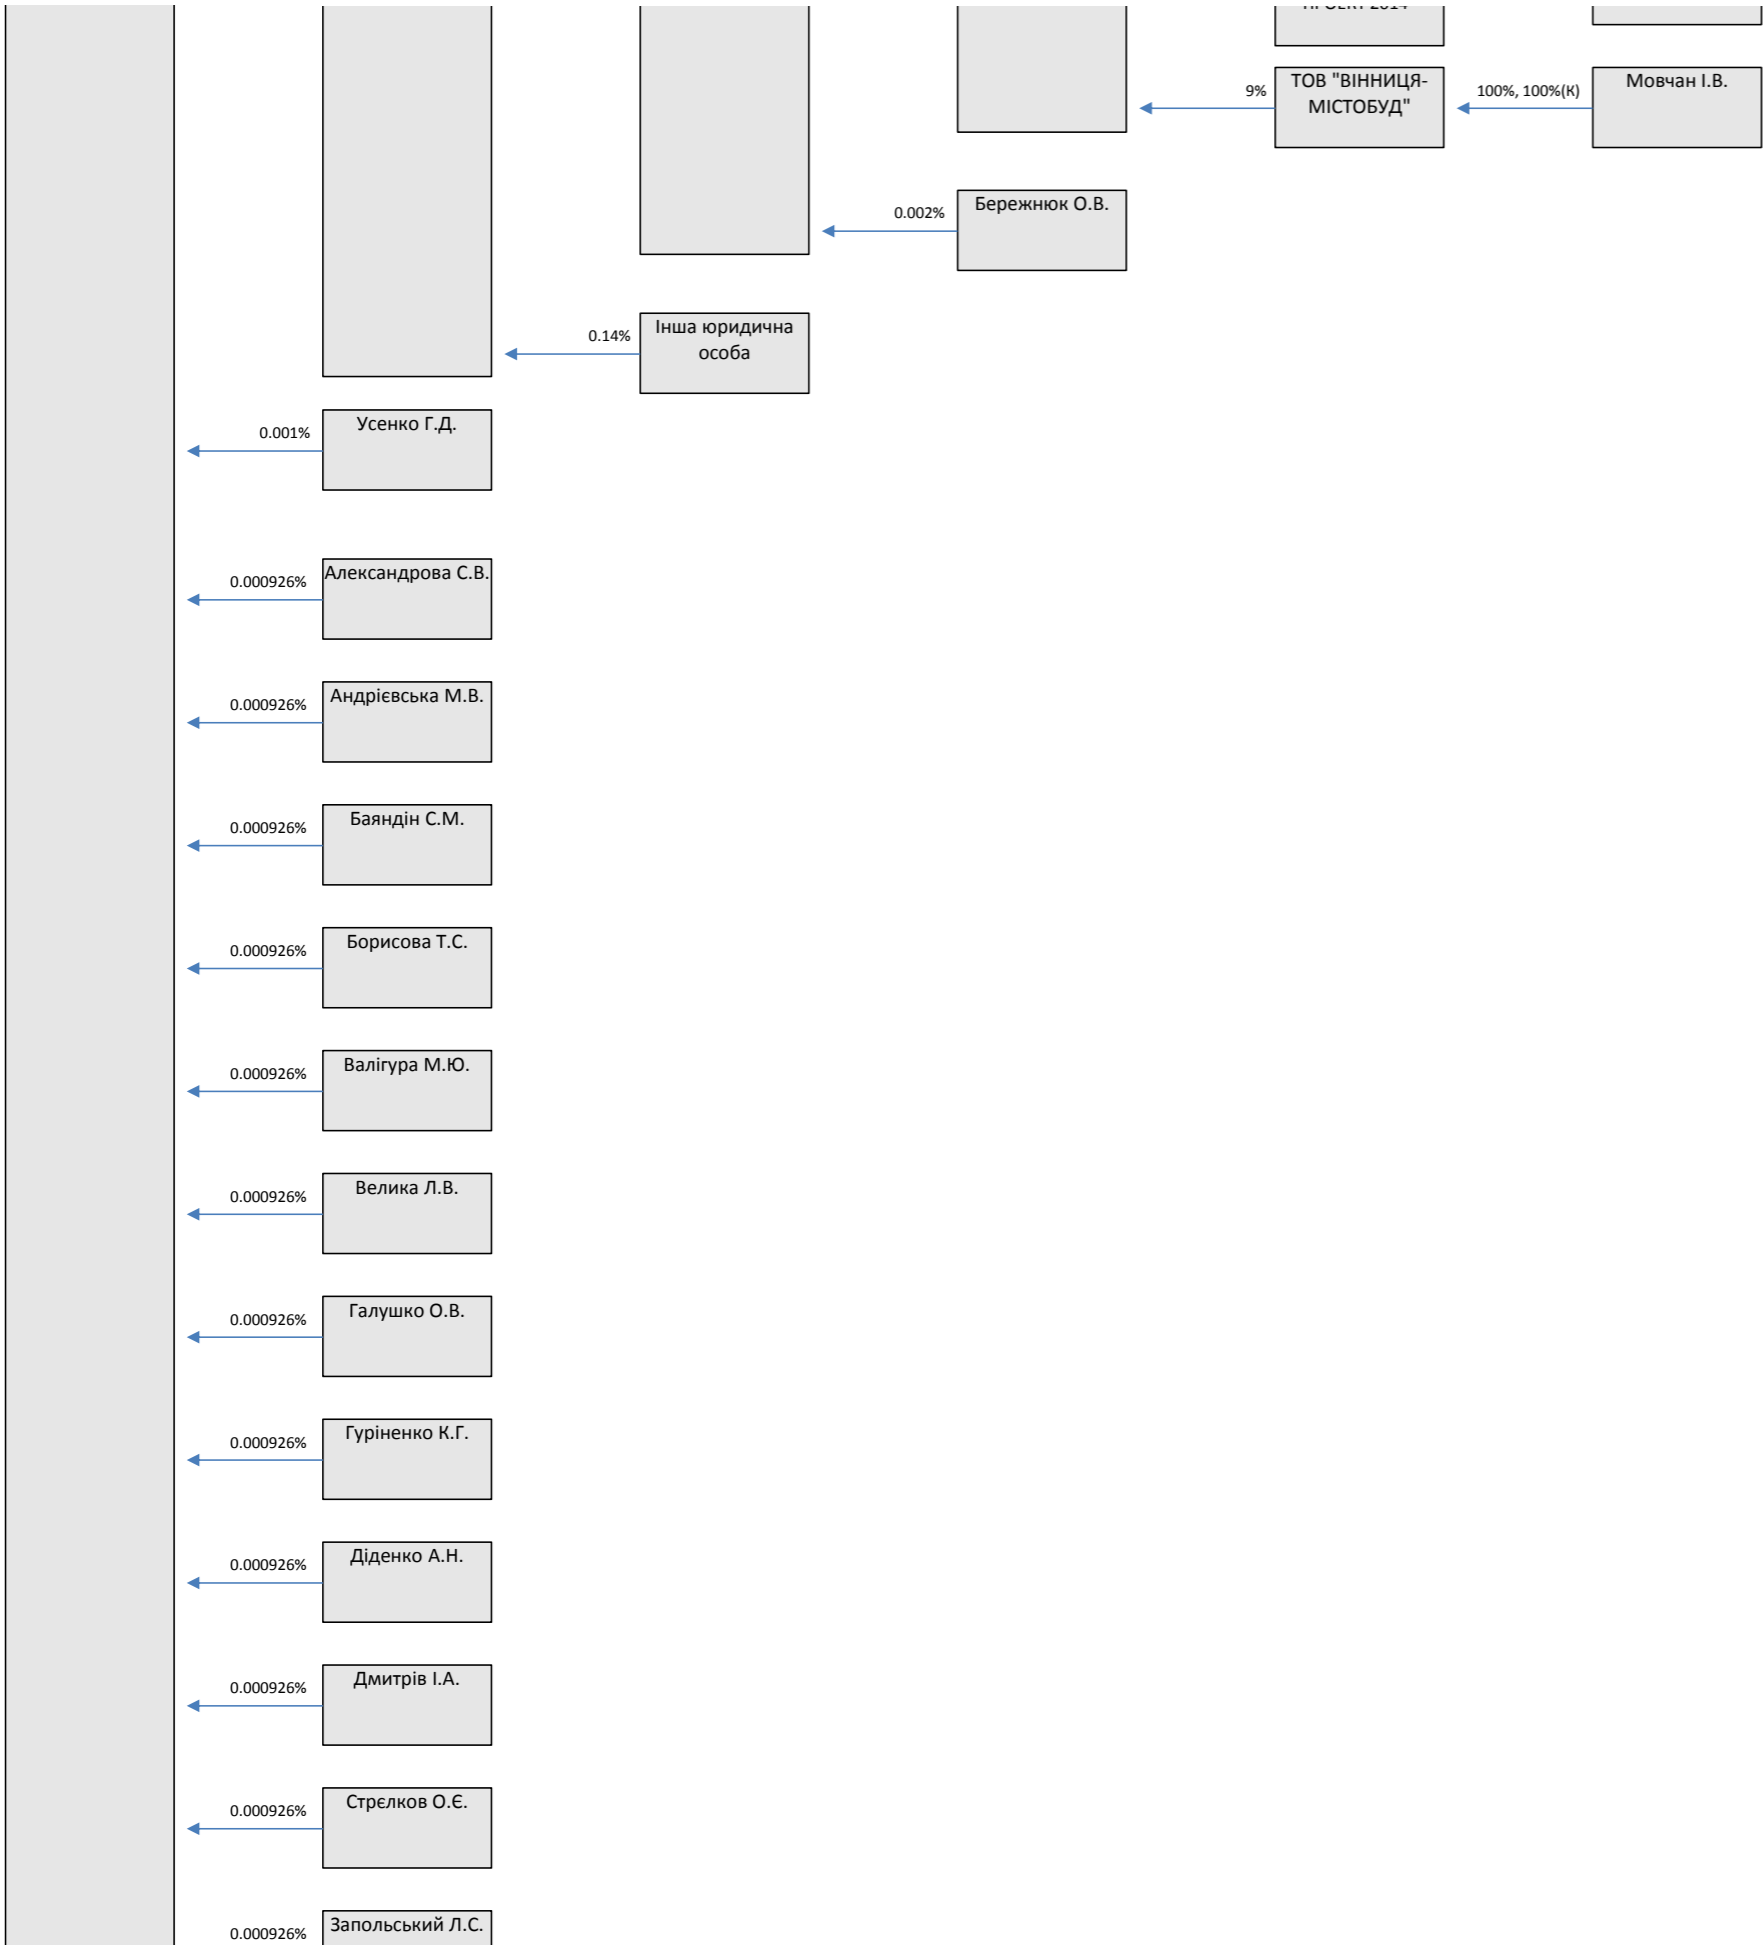 9%
ТОВ "ВІННИЦЯ-
МІСТОБУД"
100%, 100%(К)
Мовчан І.В.
0.002%
Бережнюк О.В.
0.14%
Інша юридична
особа
0.001%
Усенко Г.Д.
0.000926%
Александрова С.В.
0.000926%
Андрієвська М.В.
0.000926%
Баяндін С.М.
0.000926%
Борисова Т.С.
0.000926%
Валігура М.Ю.
0.000926%
Велика Л.В.
0.000926%
Галушко О.В.
0.000926%
Гуріненко К.Г.
0.000926%
Діденко А.Н.
0.000926%
Дмитрів І.А.
0.000926%
Стрєлков О.Є.
0.000926%
Запольський Л.С.